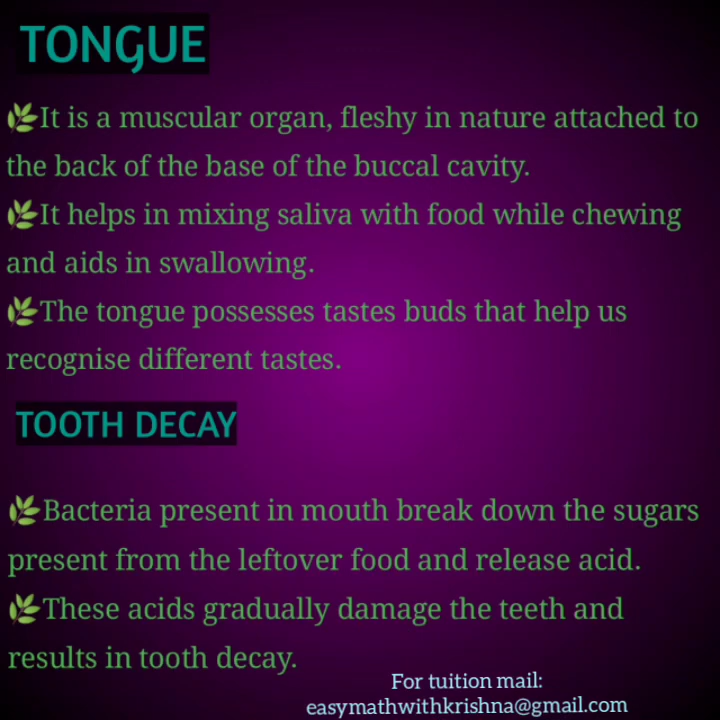 TONGUE
🌿It is a muscular organ, fleshy in nature attached to
the back of the base of the buccal cavity.
🌿It helps in mixing saliva with food while chewing
and aids in swallowing.
🌿The tongue possesses tastes buds that help us
recognise different tastes.
TOOTH DECAY
🌿Bacteria present in mouth break down the sugars
present from the leftover food and release acid.
🌿These acids gradually damage the teeth and
results in tooth decay.
For tuition mail:
easymathwithkrishna@gmail.com